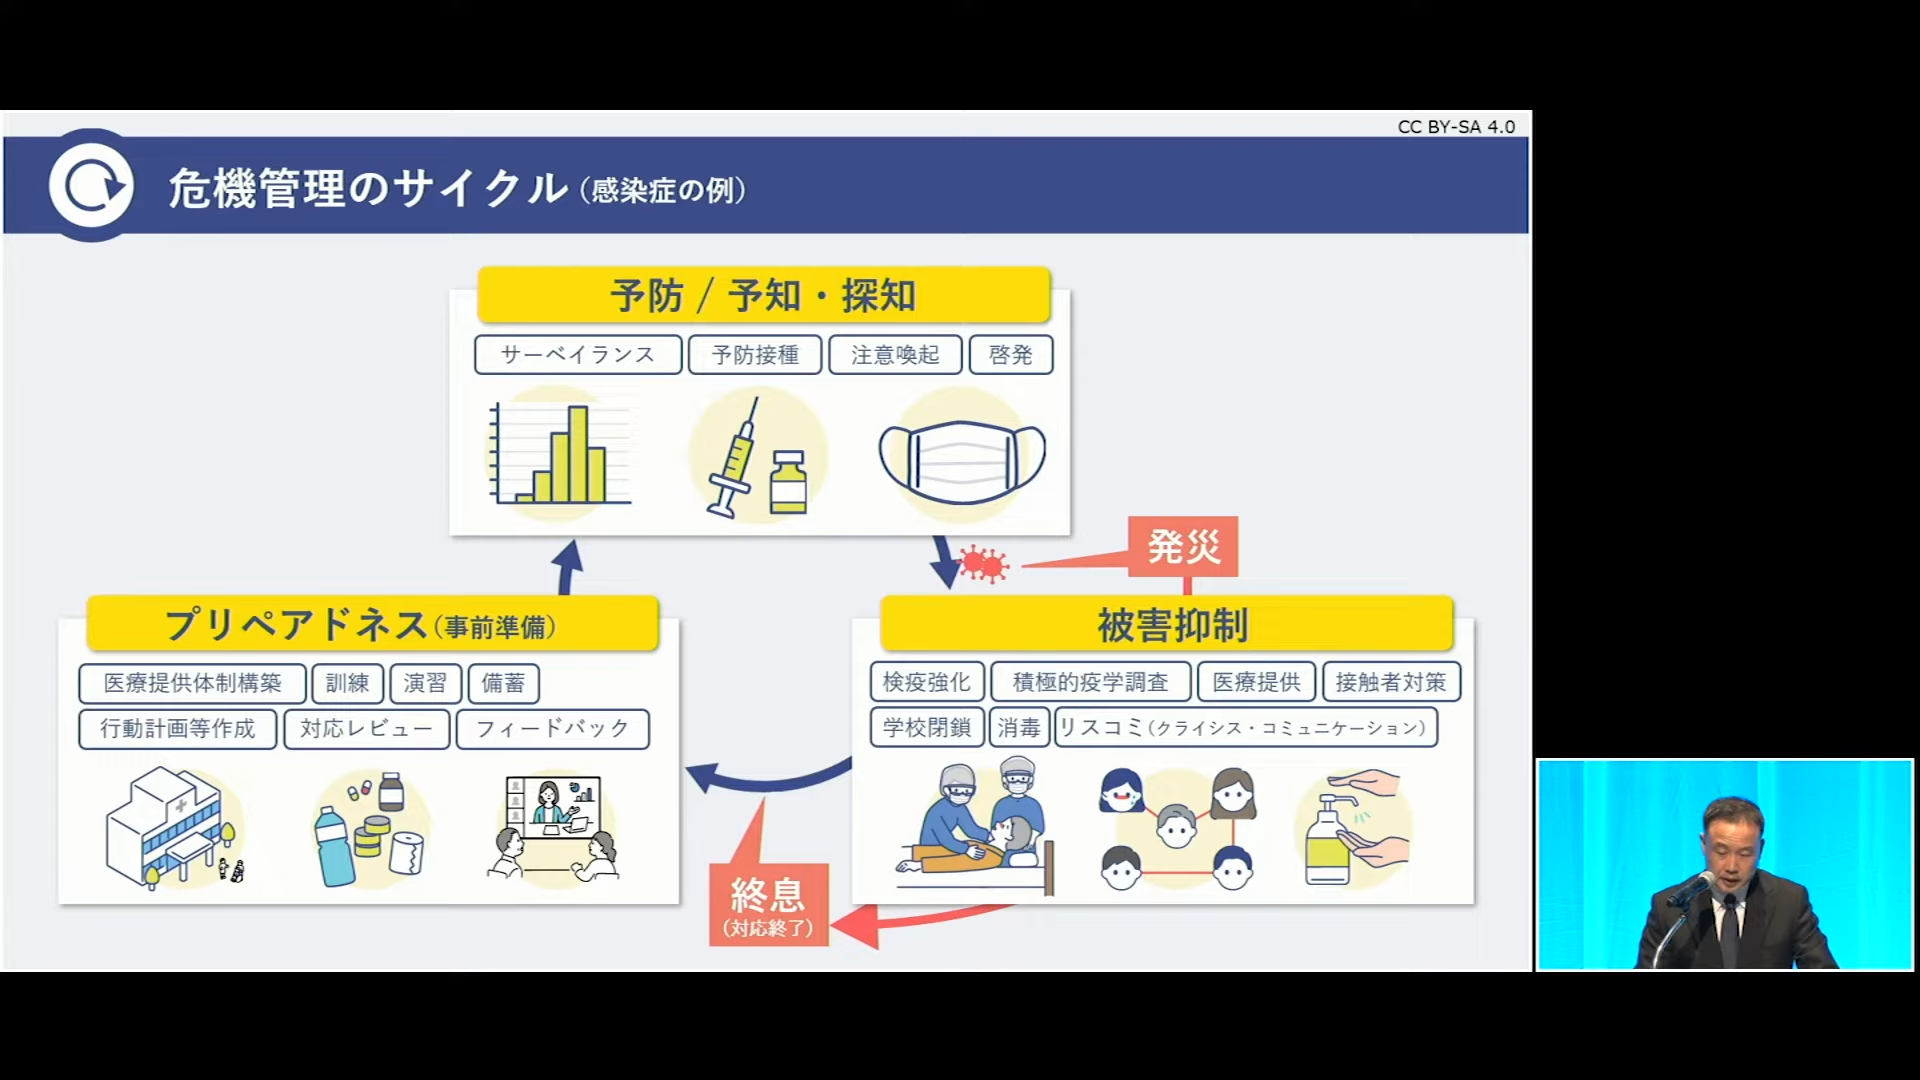 CC BY-SA 4.0
危機管理のサイクル（感染症の例）
予防 / 予知・探知
サーベイランス 予防接種 注意喚起 啓発
発災
プリペアドネス（事前準備）
医療提供体制構築 訓練 演習 備蓄
行動計画等作成 対応レビュー フィードバック
被害抑制
検疫強化 積極的疫学調査 医療提供 接触者対策
学校閉鎖 消毒 リスコミ（クライシス・コミュニケーション）
終息
（対応終了）